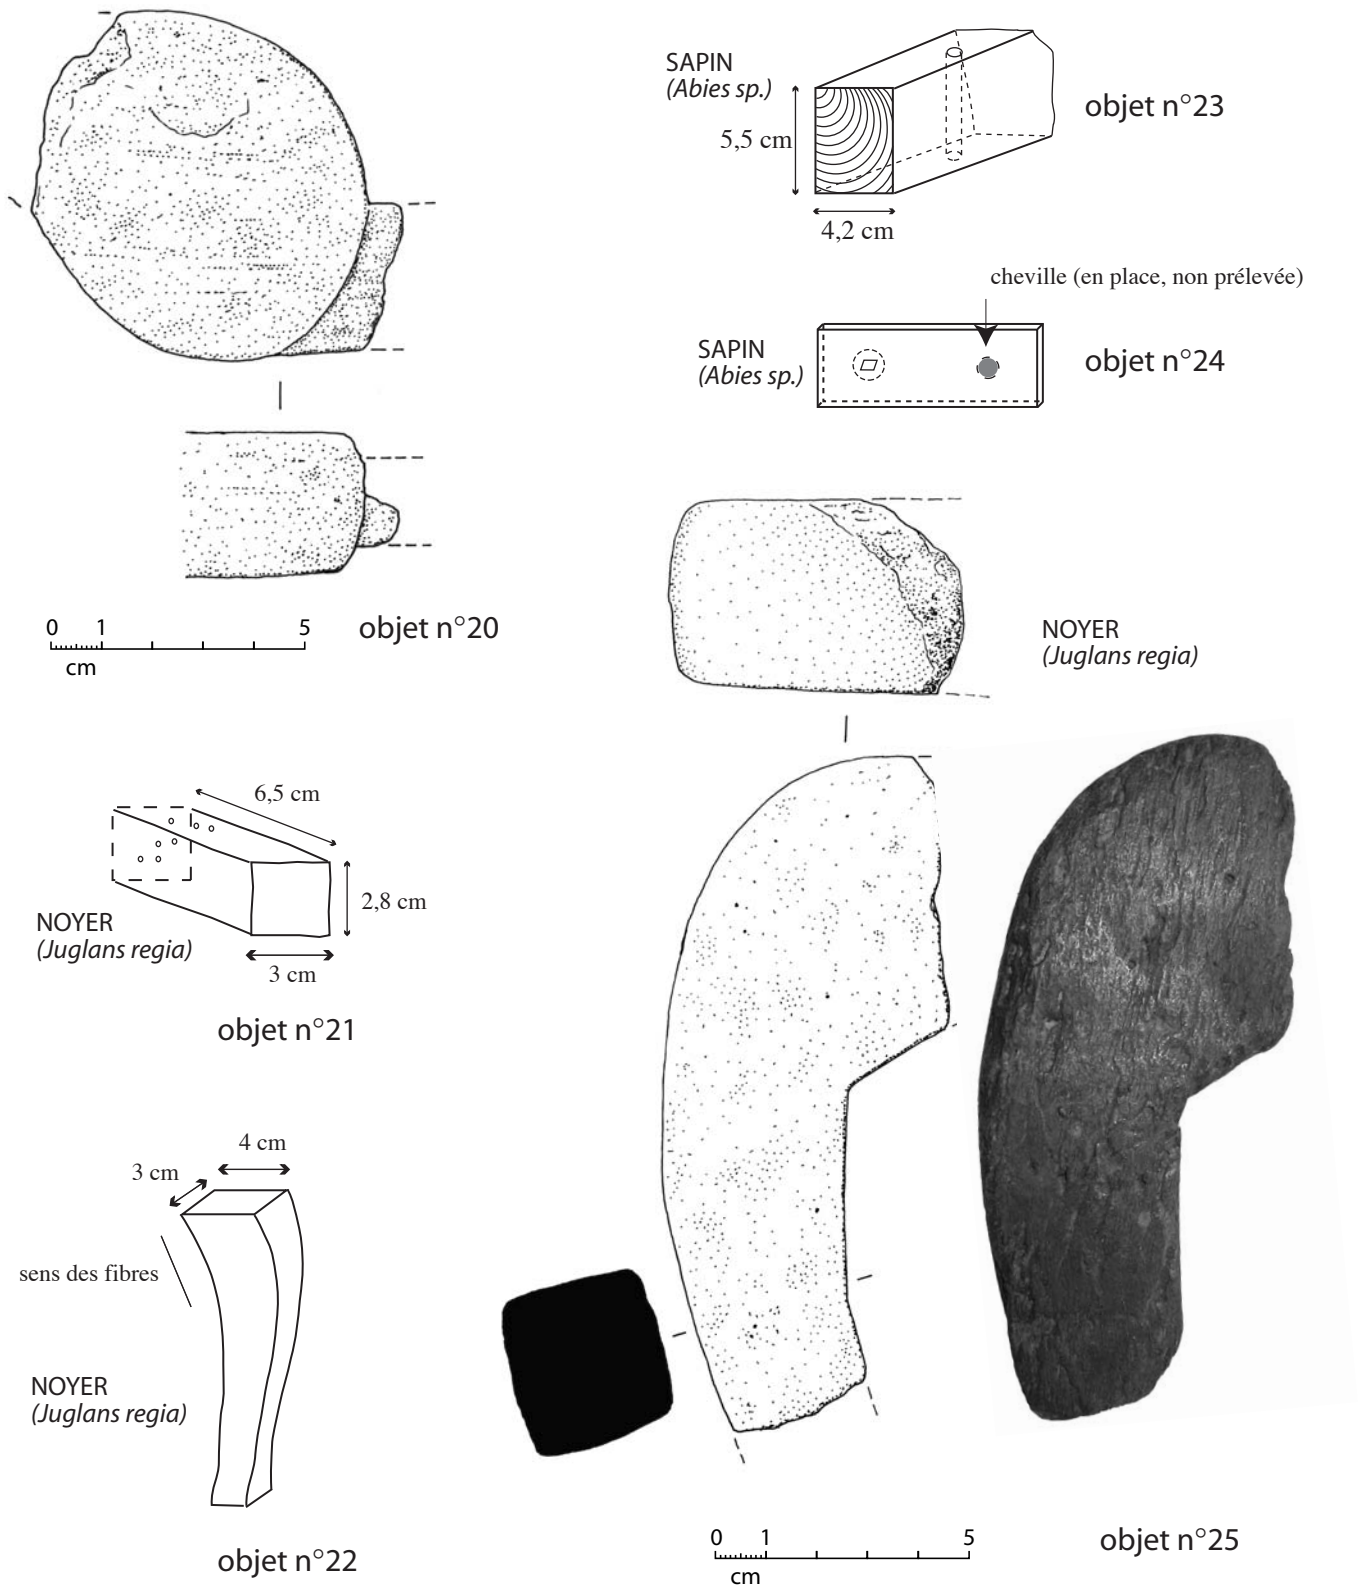 SAPIN
(Abies sp.)
5,5 cm
4,2 cm
objet n°23
cheville (en place, non prélevée)
SAPIN
(Abies sp.)
objet n°24
0 1 5
cm
objet n°20
NOYER
(Juglans regia)
6,5 cm
2,8 cm
3 cm
NOYER
(Juglans regia)
objet n°21
4 cm
3 cm
sens des fibres
NOYER
(Juglans regia)
objet n°22
0 1 5
cm
objet n°25